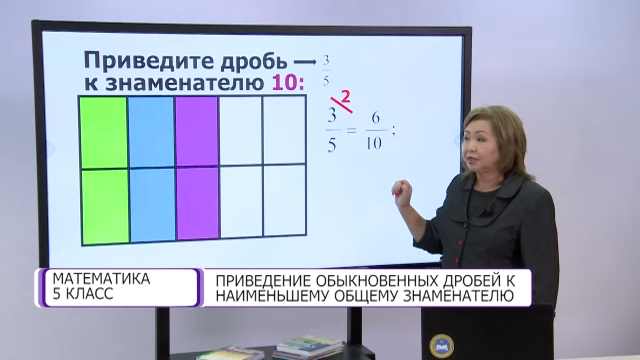 Приведите дробь → 3/5
к знаменателю 10:
2
3/5 = 6/10 ;
МАТЕМАТИКА
5 КЛАСС
ПРИВЕДЕНИЕ ОБЫКНОВЕННЫХ ДРОБЕЙ К
НАИМЕНЬШЕМУ ОБЩЕМУ ЗНАМЕНАТЕЛЮ